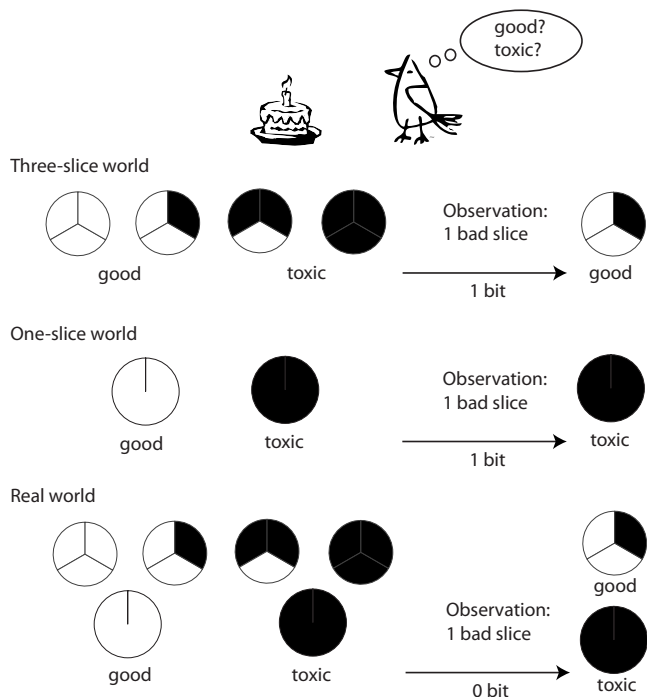 good?
toxic?
Three-slice world
good
toxic
Observation:
1 bad slice
1 bit
good
One-slice world
good
toxic
Observation:
1 bad slice
1 bit
toxic
Real world
good
toxic
Observation:
1 bad slice
0 bit
good
toxic